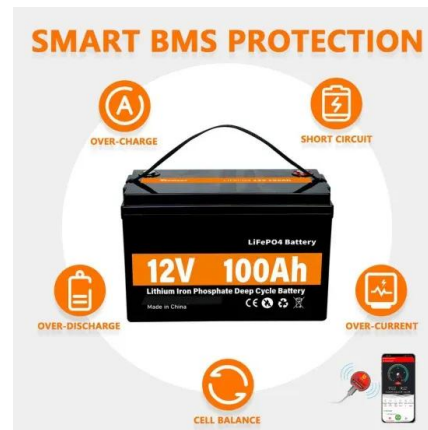 SMART BMS PROTECTION
OVER-CHARGE
SHORT CIRCUIT
LiFePO4 Battery
12V 100Ah
Lithium Iron Phosphate Deep Cycle Battery
Made in China
CE
OVER-DISCHARGE
OVER-CURRENT
CELL BALANCE